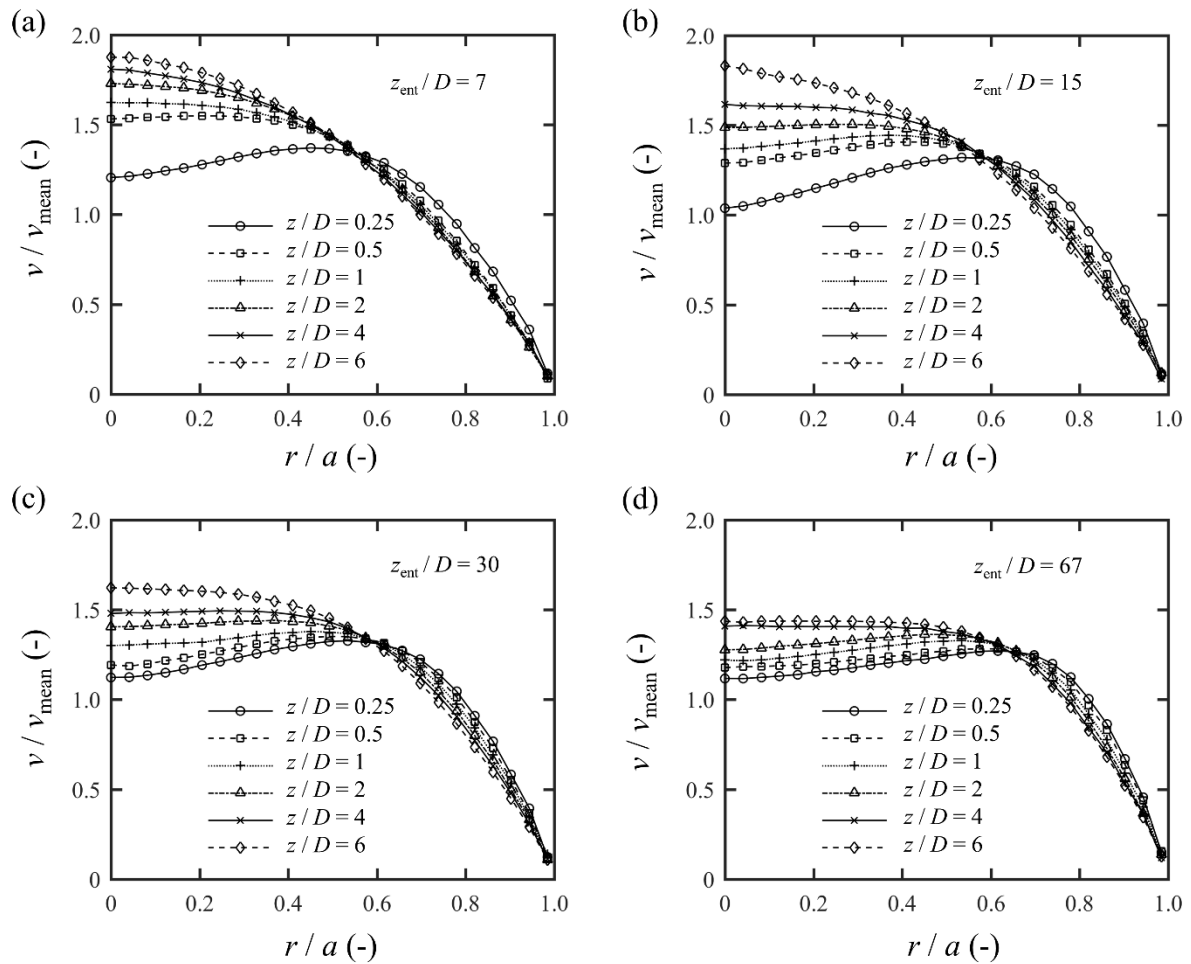 (a)
2.0
1.5
1.0
0.5
0
v / v_mean (-)
z_ent / D = 7
z / D = 0.25
z / D = 0.5
z / D = 1
z / D = 2
z / D = 4
z / D = 6
0 0.2 0.4 0.6 0.8 1.0
r / a (-)
(b)
2.0
1.5
1.0
0.5
0
v / v_mean (-)
z_ent / D = 15
z / D = 0.25
z / D = 0.5
z / D = 1
z / D = 2
z / D = 4
z / D = 6
0 0.2 0.4 0.6 0.8 1.0
r / a (-)
(c)
2.0
1.5
1.0
0.5
0
v / v_mean (-)
z_ent / D = 30
z / D = 0.25
z / D = 0.5
z / D = 1
z / D = 2
z / D = 4
z / D = 6
0 0.2 0.4 0.6 0.8 1.0
r / a (-)
(d)
2.0
1.5
1.0
0.5
0
v / v_mean (-)
z_ent / D = 67
z / D = 0.25
z / D = 0.5
z / D = 1
z / D = 2
z / D = 4
z / D = 6
0 0.2 0.4 0.6 0.8 1.0
r / a (-)